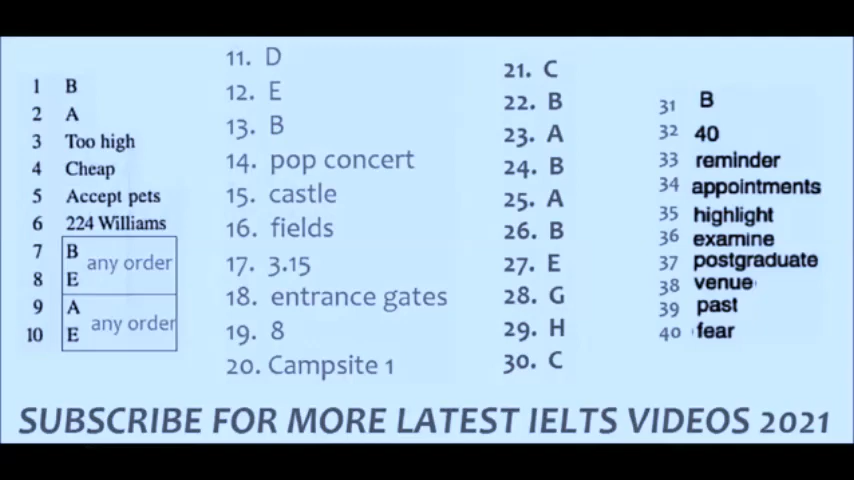 1 B
2 A
3 Too high
4 Cheap
5 Accept pets
6 224 Williams
7 B
any order
8 E
9 A
any order
10 E
11. D
12. E
13. B
14. pop concert
15. castle
16. fields
17. 3.15
18. entrance gates
19. 8
20. Campsite 1
21. C
22. B
23. A
24. B
25. A
26. B
27. E
28. G
29. H
30. C
31 B
32 40
33 reminder
34 appointments
35 highlight
36 examine
37 postgraduate
38 venue
39 past
40 fear
SUBSCRIBE FOR MORE LATEST IELTS VIDEOS 2021